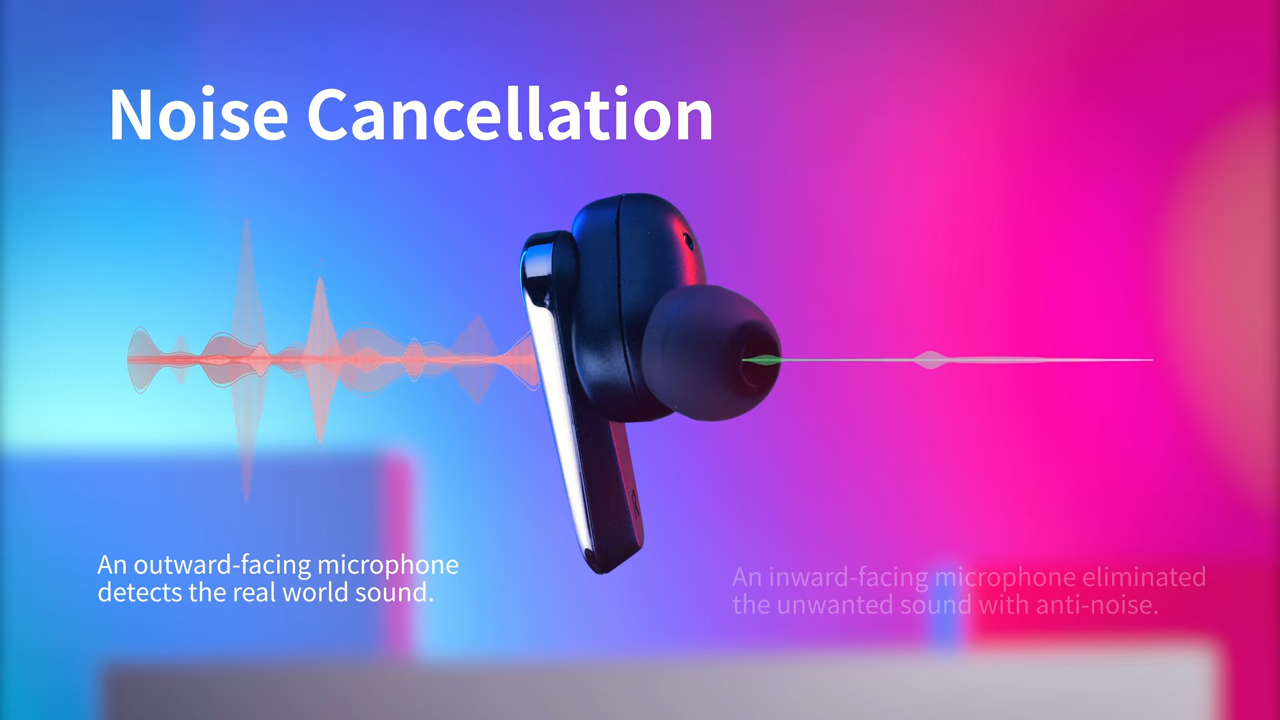 Noise Cancellation
An outward-facing microphone
detects the real world sound.
An inward-facing microphone eliminated
the unwanted sound with anti-noise.